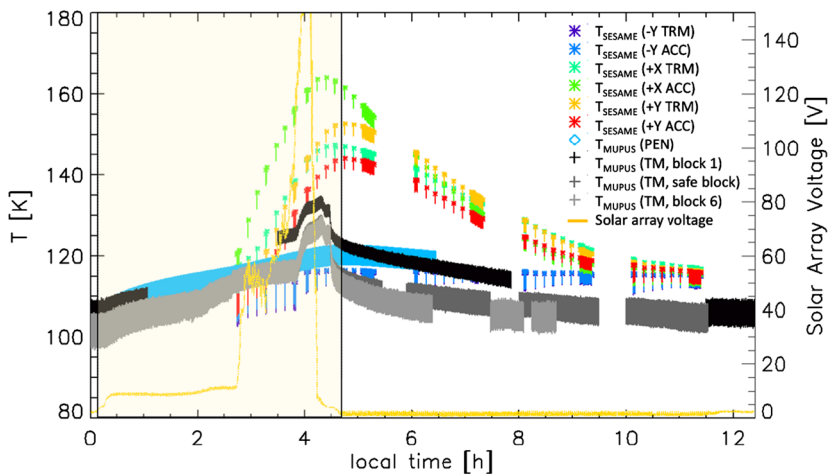 180
160
140
120
100
80
T [K]
0
2
4
6
8
10
12
local time [h]
140
120
100
80
60
40
20
0
Solar Array Voltage [V]
T_SESAME (-Y TRM)
T_SESAME (-Y ACC)
T_SESAME (+X TRM)
T_SESAME (+X ACC)
T_SESAME (+Y TRM)
T_SESAME (+Y ACC)
T_MUPUS (PEN)
T_MUPUS (TM, block 1)
T_MUPUS (TM, safe block)
T_MUPUS (TM, block 6)
Solar array voltage